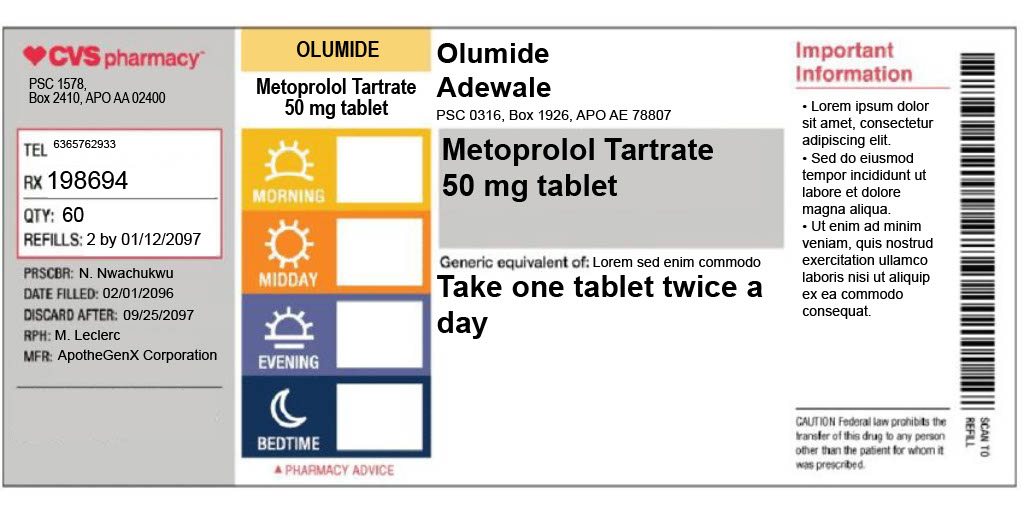 CVS pharmacy
PSC 1578,
Box 2410, APO AA 02400
TEL 6365762933
RX 198694
QTY: 60
REFILLS: 2 by 01/12/2097
PRSCBR: N. Nwachukwu
DATE FILLED: 02/01/2096
DISCARD AFTER: 09/25/2097
RPH: M. Leclerc
MFR: ApotheGenX Corporation
OLUMIDE
Metoprolol Tartrate
50 mg tablet
MORNING
MIDDAY
EVENING
BEDTIME
▲ PHARMACY ADVICE
Olumide
Adewale
PSC 0316, Box 1926, APO AE 78807
Metoprolol Tartrate
50 mg tablet
Generic equivalent of: Lorem sed enim commodo
Take one tablet twice a
day
Important
Information
• Lorem ipsum dolor
sit amet, consectetur
adipiscing elit.
• Sed do eiusmod
tempor incididunt ut
labore et dolore
magna aliqua.
• Ut enim ad minim
veniam, quis nostrud
exercitation ullamco
laboris nisi ut aliquip
ex ea commodo
consequat.
CAUTION Federal law prohibits the
transfer of this drug to any person
other than the patient for whom it
was prescribed.
SCAN TO
REFILL